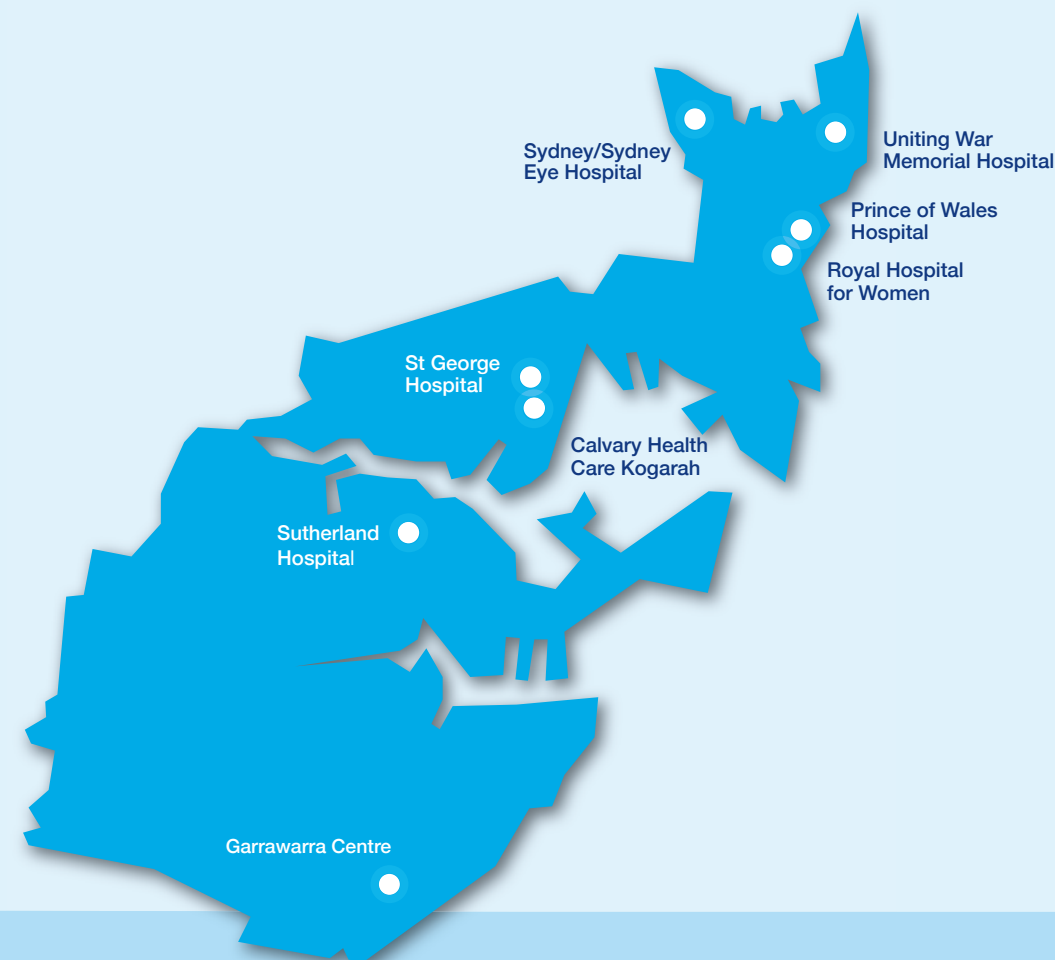 Sydney/Sydney
Eye Hospital
Uniting War
Memorial Hospital
Prince of Wales
Hospital
Royal Hospital
for Women
St George
Hospital
Calvary Health
Care Kogarah
Sutherland
Hospital
Garrawarra Centre